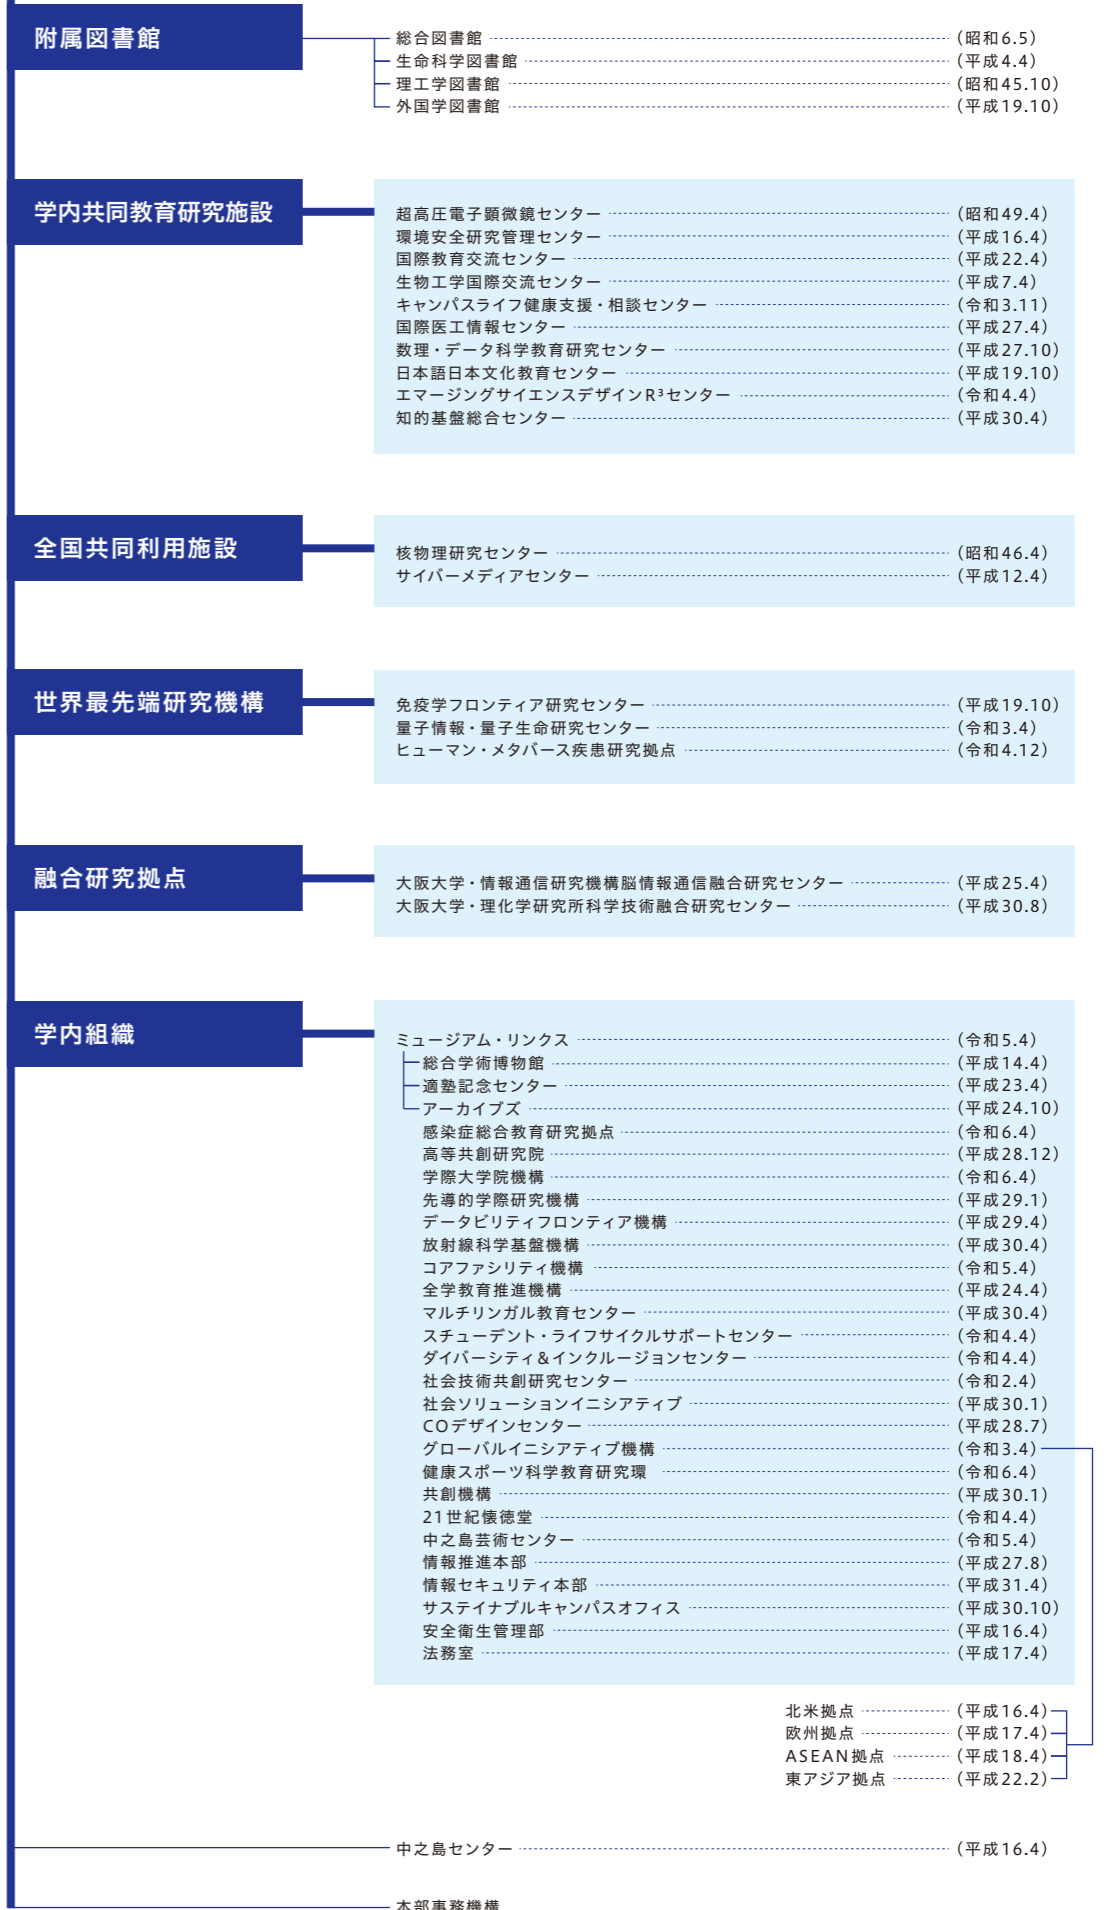 附属図書館
総合図書館 (昭和6.5)
生命科学図書館 (平成4.4)
理工学図書館 (昭和45.10)
外国学図書館 (平成19.10)
学内共同教育研究施設
超高圧電子顕微鏡センター (昭和49.4)
環境安全研究管理センター (平成16.4)
国際教育交流センター (平成22.4)
生物工学国際交流センター (平成7.4)
キャンパスライフ健康支援・相談センター (令和3.11)
国際医工情報センター (平成27.4)
数理・データ科学教育研究センター (平成27.10)
日本語日本文化教育センター (平成19.10)
エマージングサイエンスデザインR³センター (令和4.4)
知的基盤総合センター (平成30.4)
全国共同利用施設
核物理研究センター (昭和46.4)
サイバーメディアセンター (平成12.4)
世界最先端研究機構
免疫学フロンティア研究センター (平成19.10)
量子情報・量子生命研究センター (令和3.4)
ヒューマン・メタバース疾患研究拠点 (令和4.12)
融合研究拠点
大阪大学・情報通信研究機構脳情報通信融合研究センター (平成25.4)
大阪大学・理化学研究所科学技術融合研究センター (平成30.8)
学内組織
ミュージアム・リンクス (令和5.4)
総合学術博物館 (平成14.4)
適塾記念センター (平成23.4)
アーカイブズ (平成24.10)
感染症総合教育研究拠点 (令和6.4)
高等共創研究院 (平成28.12)
学際大学院機構 (令和6.4)
先導的学際研究機構 (平成29.1)
データビリティフロンティア機構 (平成29.4)
放射線科学基盤機構 (平成30.4)
コアファシリティ機構 (令和5.4)
全学教育推進機構 (平成24.4)
マルチリンガル教育センター (平成30.4)
スチューデント・ライフサイクルサポートセンター (令和4.4)
ダイバーシティ&インクルージョンセンター (令和4.4)
社会技術共創研究センター (令和2.4)
社会ソリューションイニシアティブ (平成30.1)
COデザインセンター (平成28.7)
グローバルイニシアティブ機構 (令和3.4)
健康スポーツ科学教育研究環 (令和6.4)
共創機構 (平成30.1)
21世紀懐徳堂 (令和4.4)
中之島芸術センター (令和5.4)
情報推進本部 (平成27.8)
情報セキュリティ本部 (平成31.4)
サステイナブルキャンパスオフィス (平成30.10)
安全衛生管理部 (平成16.4)
法務室 (平成17.4)
北米拠点 (平成16.4)
欧州拠点 (平成17.4)
ASEAN拠点 (平成18.4)
東アジア拠点 (平成22.2)
中之島センター (平成16.4)
本部事務機構